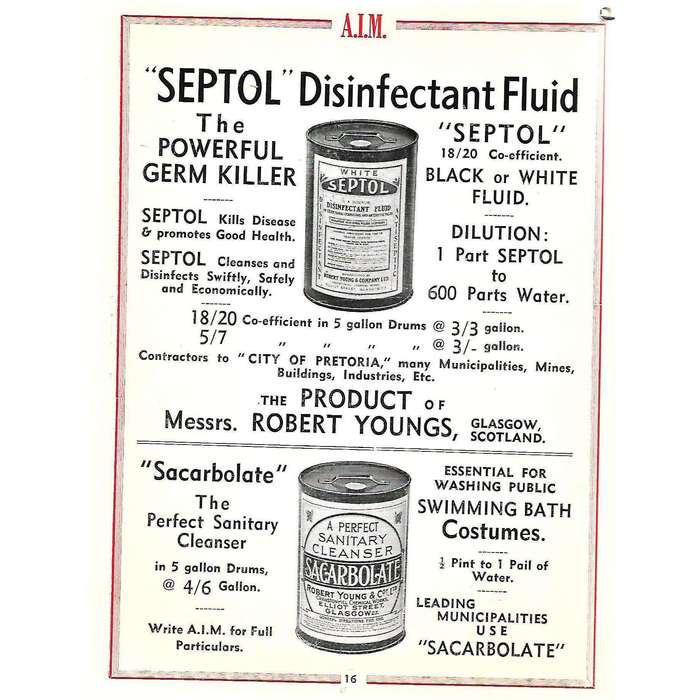 A.I.M.
"SEPTOL" Disinfectant Fluid
The
POWERFUL
GERM KILLER
SEPTOL Kills Disease
& promotes Good Health.
SEPTOL Cleanses and
Disinfects Swiftly, Safely
and Economically.
WHITE
SEPTOL
DISINFECTANT FLUID
DISINFECTANT
ANTISEPTIC
ROBERT YOUNG & COMPANY LTD.
"SEPTOL"
18/20 Co-efficient.
BLACK or WHITE
FLUID.
DILUTION:
1 Part SEPTOL
to
600 Parts Water.
18/20 Co-efficient in 5 gallon Drums @ 3/3 gallon.
5/7 " " " " @ 3/- gallon.
Contractors to "CITY OF PRETORIA," many Municipalities, Mines,
Buildings, Industries, Etc.
THE PRODUCT OF
Messrs. ROBERT YOUNGS, GLASGOW,
SCOTLAND.
"Sacarbolate"
The
Perfect Sanitary
Cleanser
in 5 gallon Drums,
@ 4/6 Gallon.
Write A.I.M. for Full
Particulars.
A PERFECT
SANITARY
CLEANSER
SACARBOLATE
ROBERT YOUNG & COY. LTD.
ELLIOT STREET,
GLASGOW
ESSENTIAL FOR
WASHING PUBLIC
SWIMMING BATH
Costumes.
½ Pint to 1 Pail of
Water.
LEADING
MUNICIPALITIES
USE
"SACARBOLATE"
16